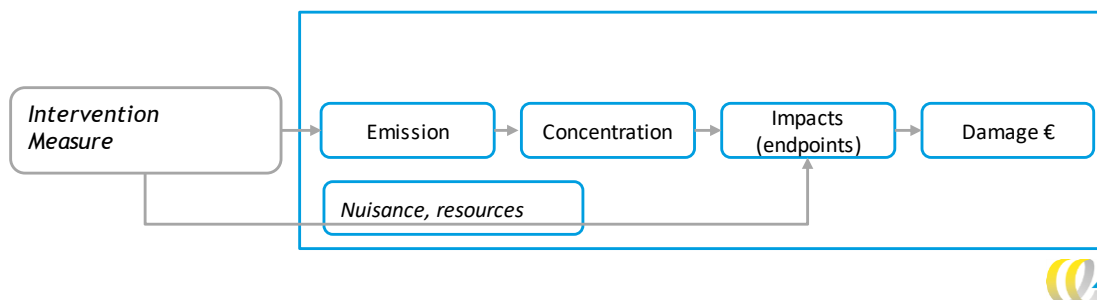 Intervention
Measure
Emission
Concentration
Impacts
(endpoints)
Damage €
Nuisance, resources